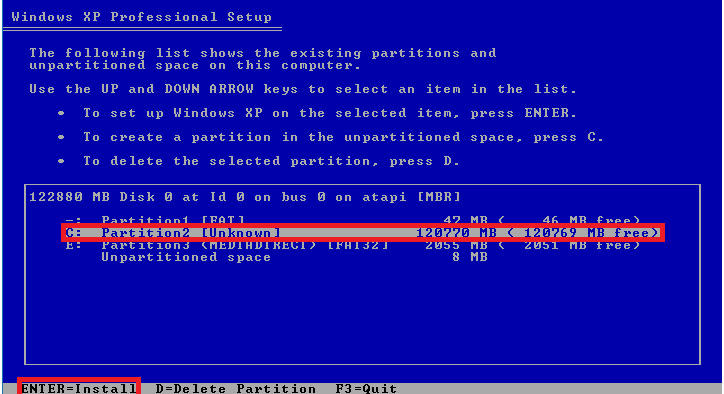 Windows XP Professional Setup
The following list shows the existing partitions and
unpartitioned space on this computer.
Use the UP and DOWN ARROW keys to select an item in the list.
• To set up Windows XP on the selected item, press ENTER.
• To create a partition in the unpartitioned space, press C.
• To delete the selected partition, press D.
122880 MB Disk 0 at Id 0 on bus 0 on atapi [MBR]
-: Partition1 [FAT] 47 MB ( 46 MB free)
C: Partition2 [Unknown] 120770 MB ( 120769 MB free)
E: Partition3 (MEDIADIRECT) [FAT32] 2055 MB ( 2051 MB free)
Unpartitioned space 8 MB
ENTER=Install D=Delete Partition F3=Quit